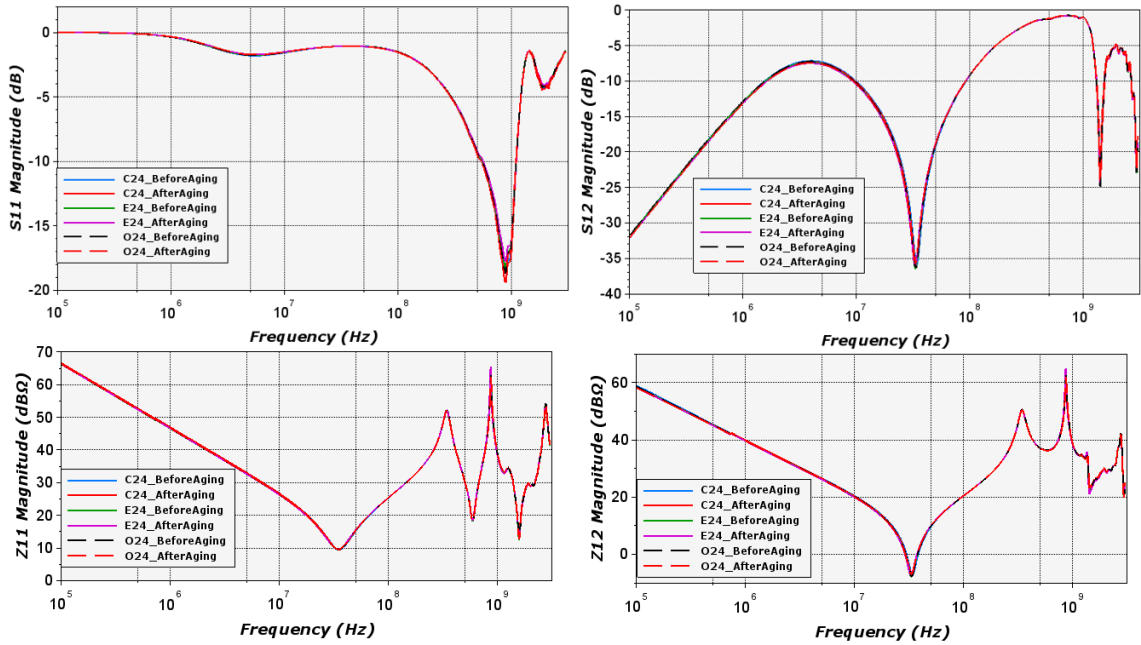 S11 Magnitude (dB)
0
-5
-10
-15
-20
C24_BeforeAging
C24_AfterAging
E24_BeforeAging
E24_AfterAging
O24_BeforeAging
O24_AfterAging
10^5 10^6 10^7 10^8 10^9
Frequency (Hz)
S12 Magnitude (dB)
0
-5
-10
-15
-20
-25
-30
-35
-40
C24_BeforeAging
C24_AfterAging
E24_BeforeAging
E24_AfterAging
O24_BeforeAging
O24_AfterAging
10^5 10^6 10^7 10^8 10^9
Frequency (Hz)
Z11 Magnitude (dBΩ)
70
60
50
40
30
20
10
0
C24_BeforeAging
C24_AfterAging
E24_BeforeAging
E24_AfterAging
O24_BeforeAging
O24_AfterAging
10^5 10^6 10^7 10^8 10^9
Frequency (Hz)
Z12 Magnitude (dBΩ)
60
40
20
0
C24_BeforeAging
C24_AfterAging
E24_BeforeAging
E24_AfterAging
O24_BeforeAging
O24_AfterAging
10^5 10^6 10^7 10^8 10^9
Frequency (Hz)